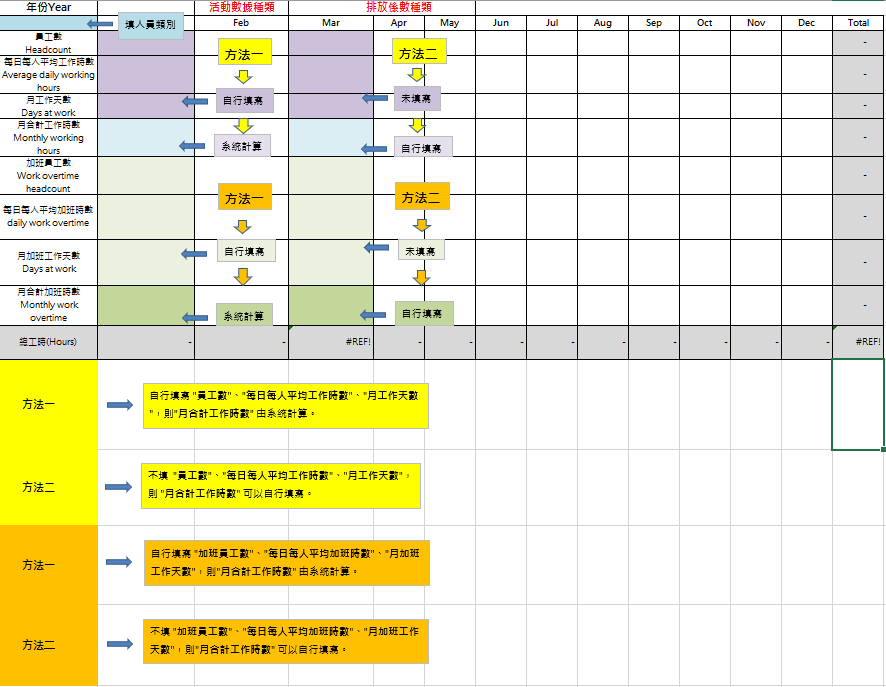 年份Year 活動數據種類 排放係數種類
填人員類別 Feb Mar Apr May Jun Jul Aug Sep Oct Nov Dec Total
員工數
Headcount
-
方法一 方法二
每日每人平均工作時數
Average daily working
hours
-
月工作天數
Days at work
自行填寫 未填寫 -
月合計工作時數
Monthly working
hours
系統計算 自行填寫 -
加班員工數
Work overtime
headcount
-
方法一 方法二
每日每人平均加班時數
daily work overtime
-
月加班工作天數
Days at work
自行填寫 未填寫 -
月合計加班時數
Monthly work
overtime
系統計算 自行填寫 -
總工時(Hours) - - #REF! - - - - - - - - - #REF!
方法一
自行填寫 "員工數"、"每日每人平均工作時數"、"月工作天數
"，則"月合計工作時數" 由系統計算。
方法二
不填 "員工數"、"每日每人平均工作時數"、"月工作天數"，
則 "月合計工作時數" 可以自行填寫。
方法一
自行填寫 "加班員工數"、"每日每人平均加班時數"、"月加班
工作天數"，則"月合計工作時數" 由系統計算。
方法二
不填 "加班員工數"、"每日每人平均加班時數"、"月加班工作
天數"，則"月合計工作時數" 可以自行填寫。